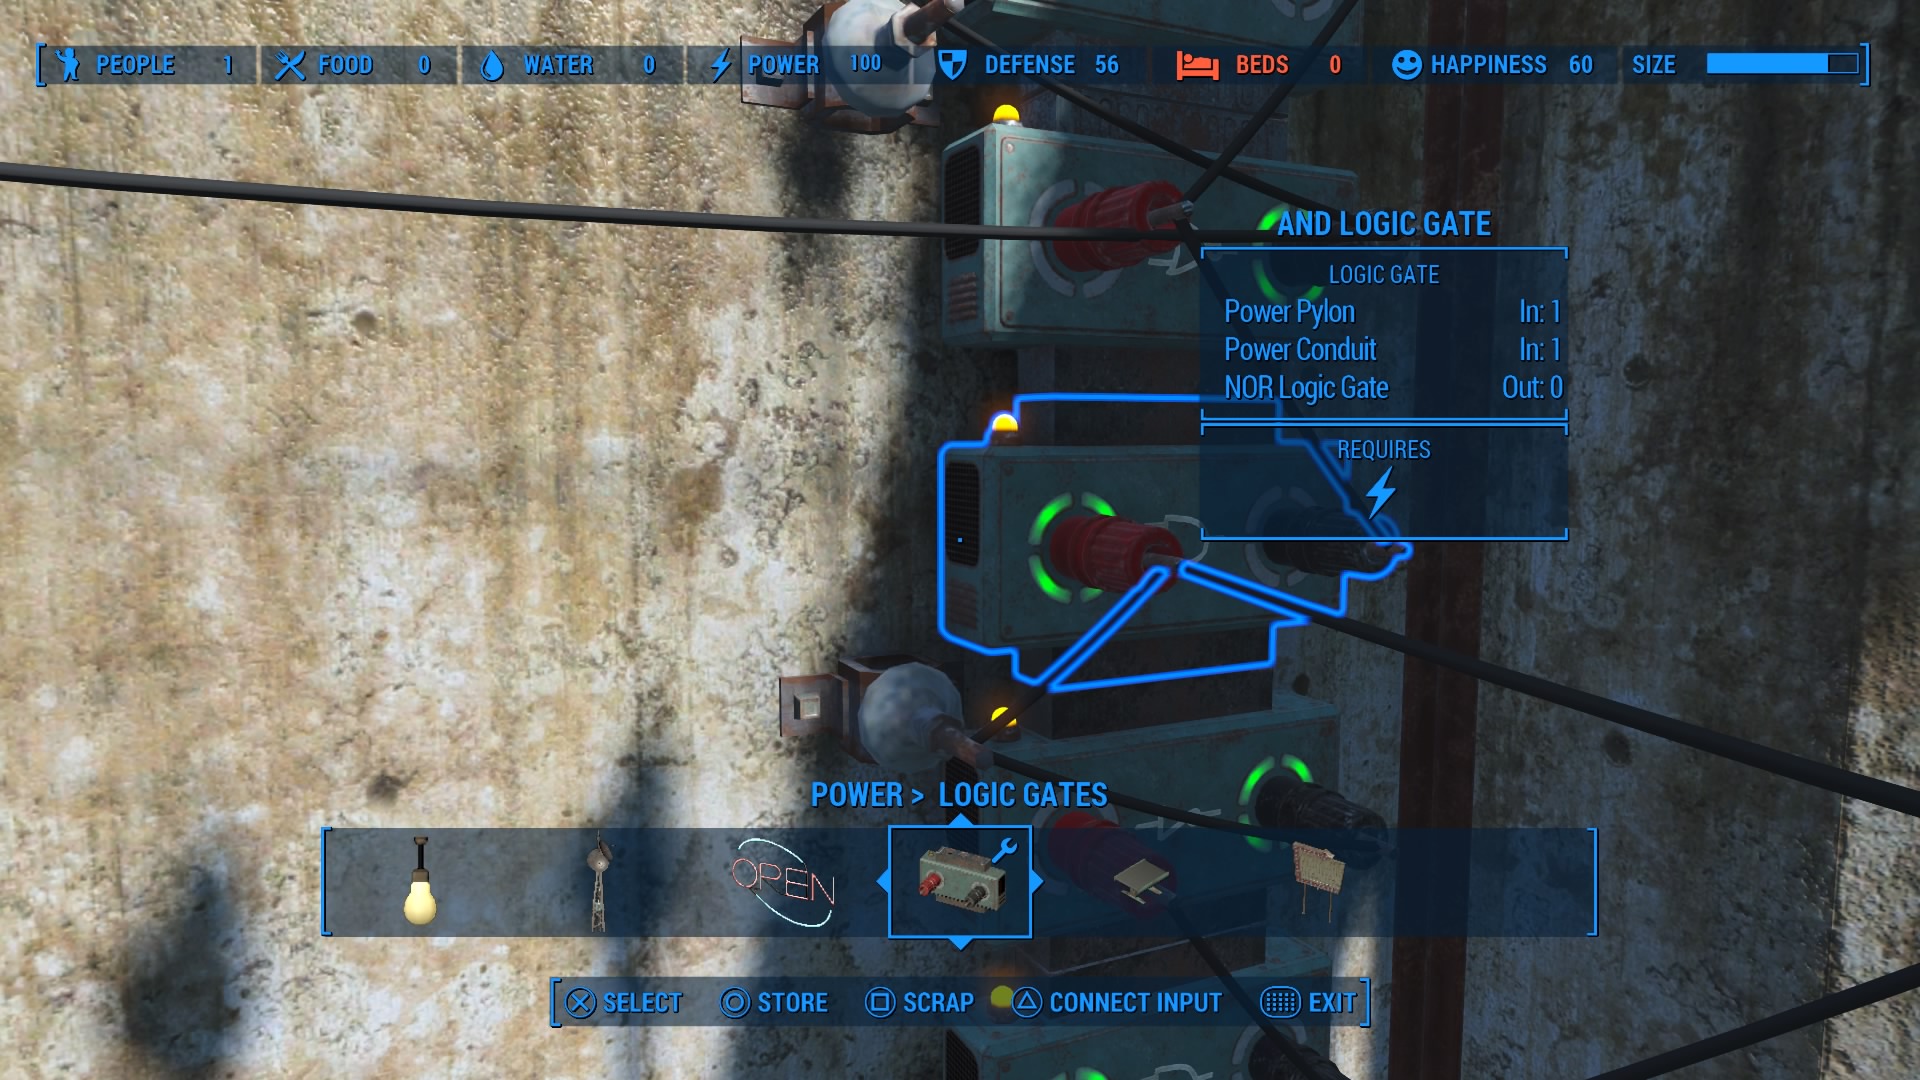 PEOPLE 1 FOOD 0 WATER 0 POWER 100 DEFENSE 56 BEDS 0 HAPPINESS 60 SIZE
AND LOGIC GATE
LOGIC GATE
Power Pylon In: 1
Power Conduit In: 1
NOR Logic Gate Out: 0
REQUIRES
POWER > LOGIC GATES
OPEN
SELECT STORE SCRAP CONNECT INPUT EXIT